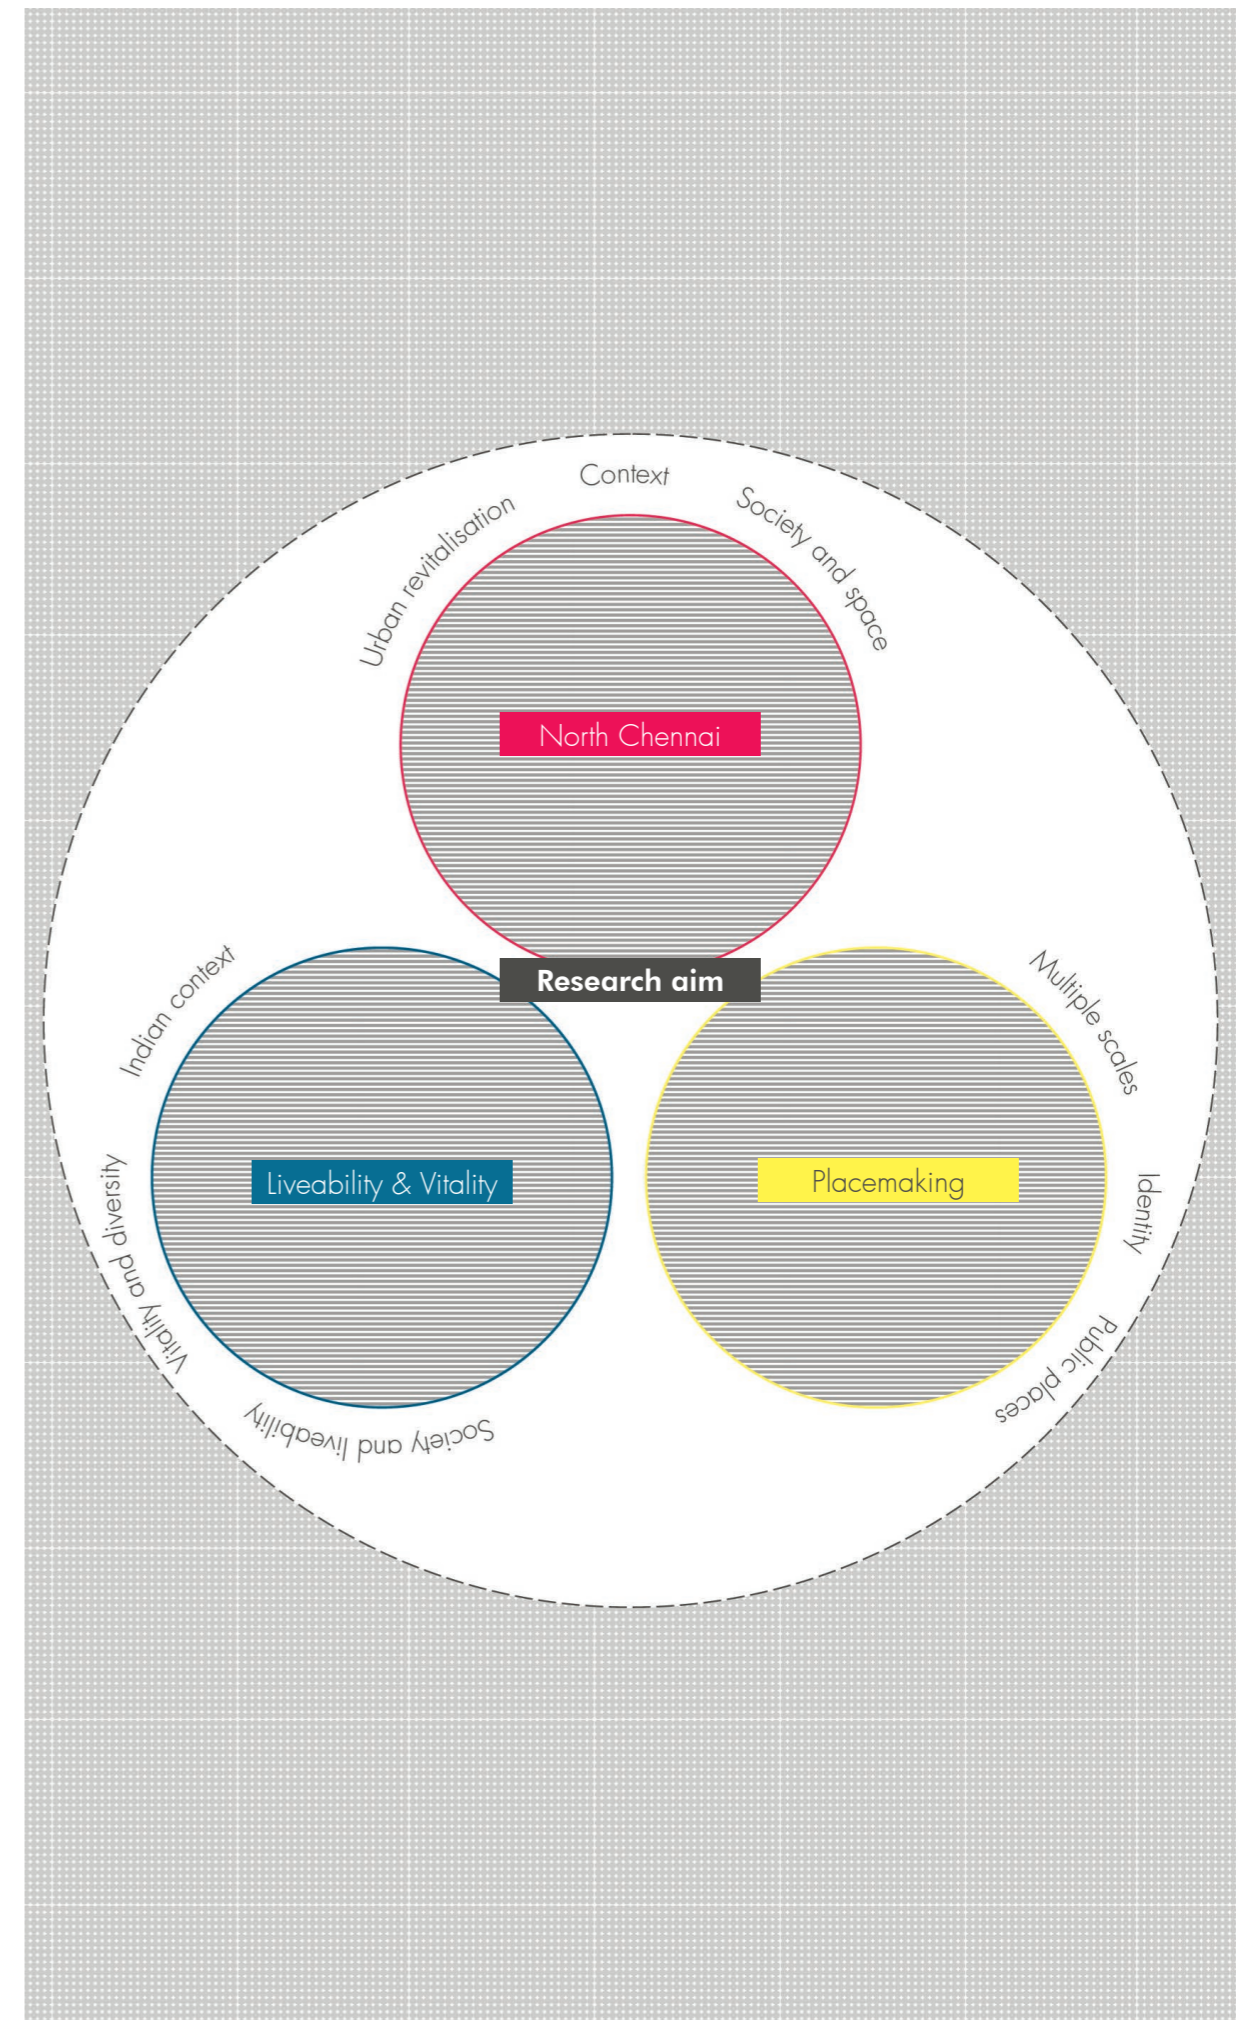 Context
Urban revitalisation
Society and space
North Chennai
Research aim
Indian context
Vitality and diversity
Society and liveability
Liveability & Vitality
Multiple scales
Identity
Public places
Placemaking